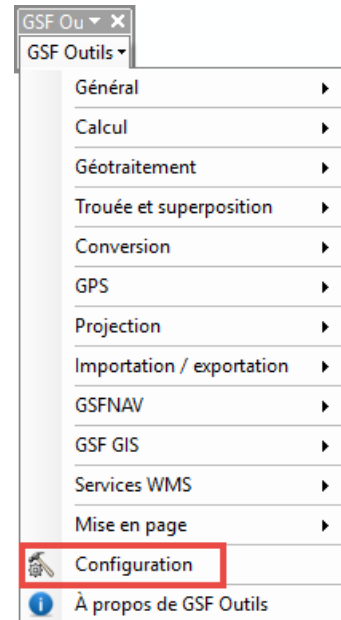 GSF Ou
GSF Outils
Général
Calcul
Géotraitement
Trouée et superposition
Conversion
GPS
Projection
Importation / exportation
GSFNAV
GSF GIS
Services WMS
Mise en page
Configuration
À propos de GSF Outils